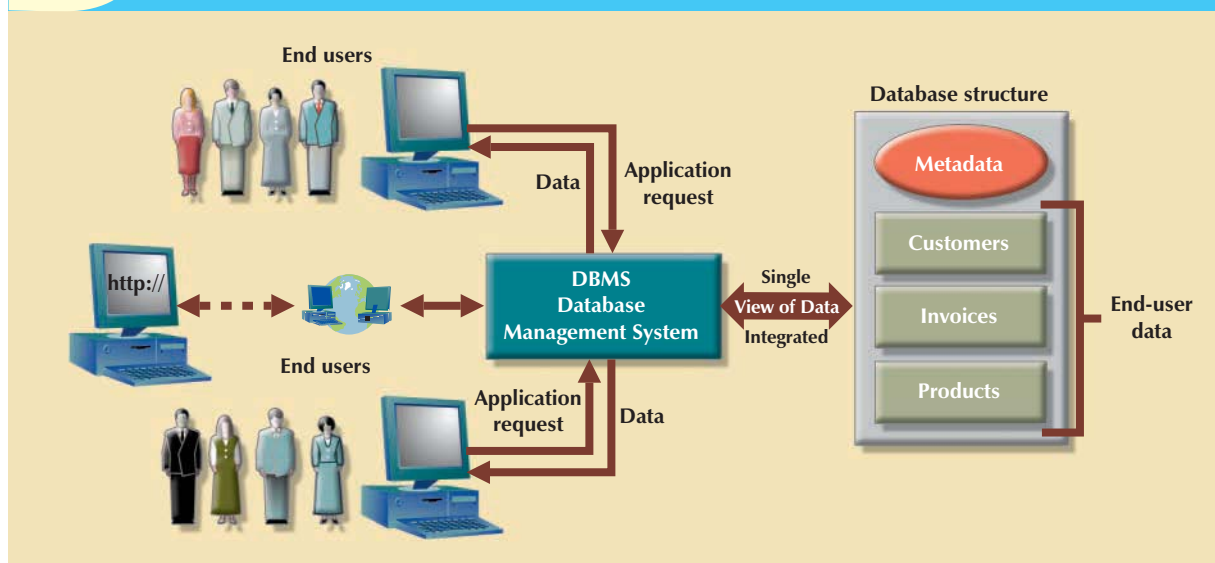 End users
Data
Application
request
http://
End users
Application
request
Data
DBMS
Database
Management System
Single
View of Data
Integrated
Database structure
Metadata
Customers
Invoices
Products
End-user
data